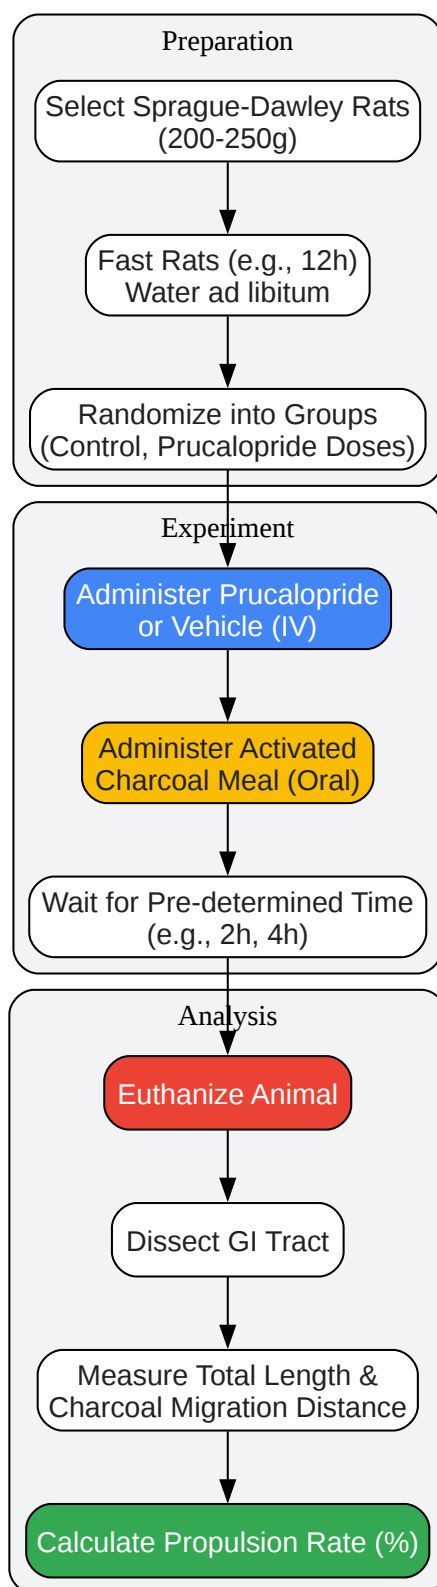 Preparation
Select Sprague-Dawley Rats
(200-250g)
Fast Rats (e.g., 12h)
Water ad libitum
Randomize into Groups
(Control, Prucalopride Doses)
Experiment
Administer Prucalopride
or Vehicle (IV)
Administer Activated
Charcoal Meal (Oral)
Wait for Pre-determined Time
(e.g., 2h, 4h)
Analysis
Euthanize Animal
Dissect GI Tract
Measure Total Length &
Charcoal Migration Distance
Calculate Propulsion Rate (%)